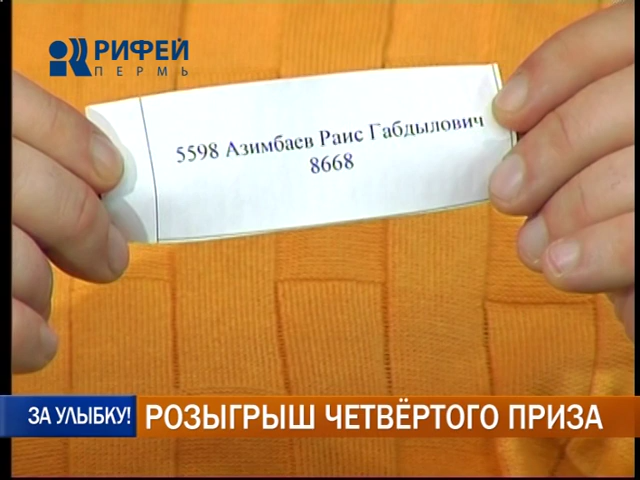 РИФЕЙ
ПЕРМЬ
5598 Азимбаев Раис Габдылович
8668
ЗА УЛЫБКУ!
РОЗЫГРЫШ ЧЕТВЁРТОГО ПРИЗА